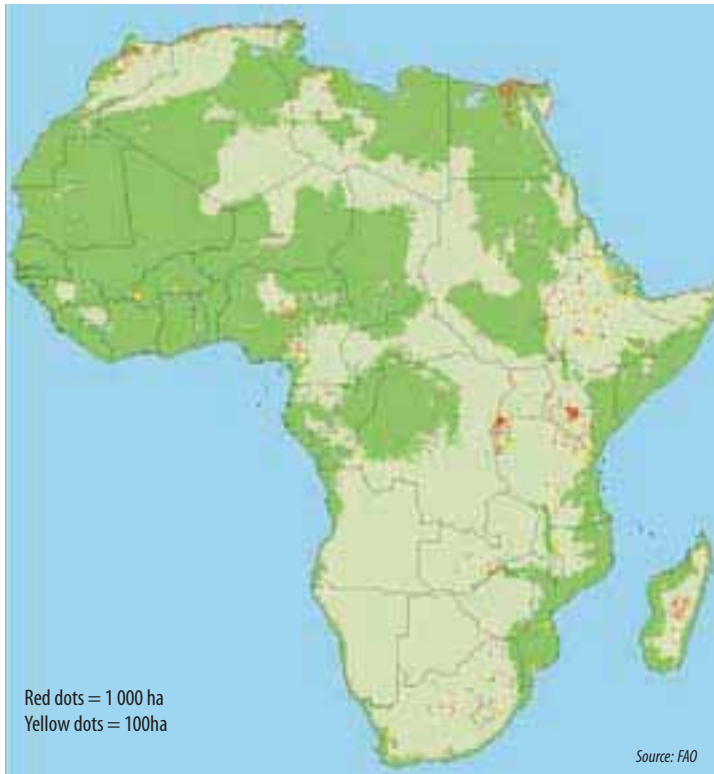 Red dots = 1 000 ha
Yellow dots = 100ha
Source: FAO